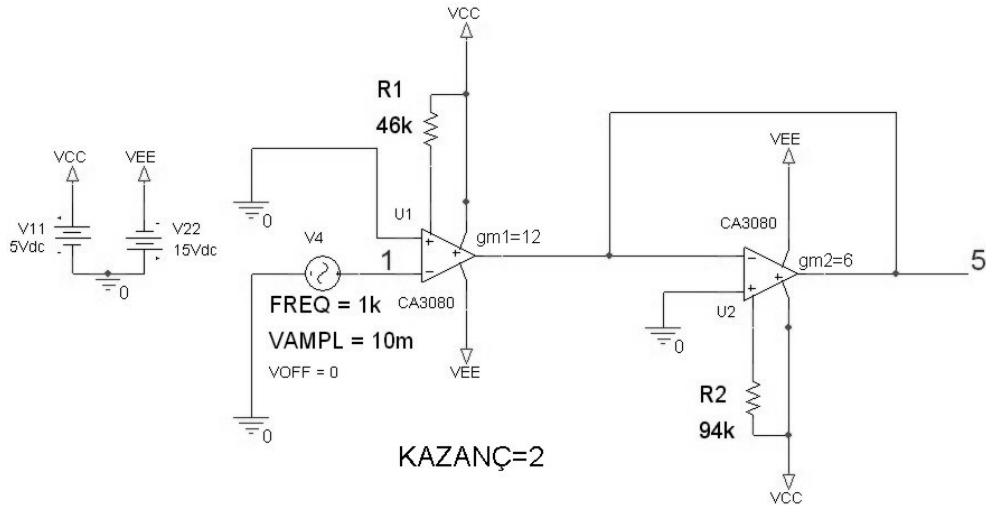 VCC
R1
46k
VCC
VEE
VEE
V11
5Vdc
V22
15Vdc
0
0
U1
V4
1
gm1=12
CA3080
FREQ = 1k
VAMPL = 10m
VOFF = 0
0
VEE
CA3080
gm2=6
5
U2
0
R2
94k
VCC
KAZANÇ=2